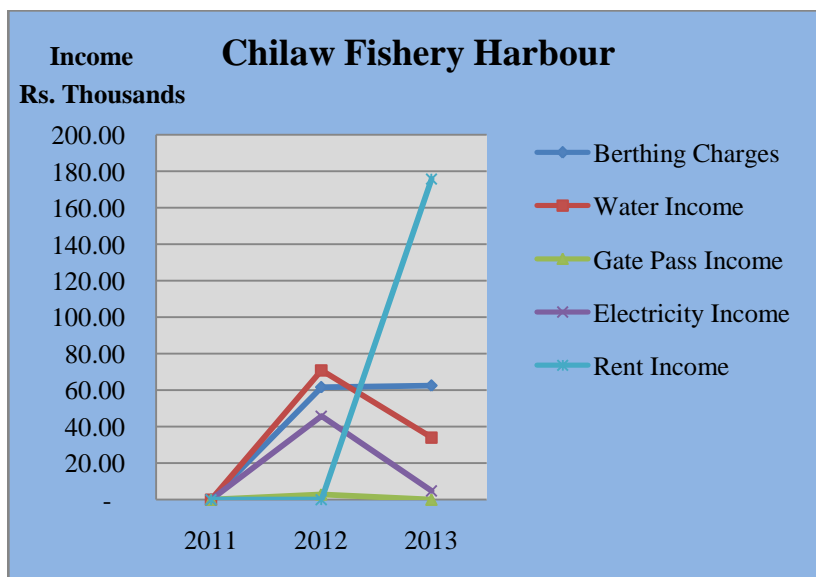 Chilaw Fishery Harbour
Income
Rs. Thousands
200.00
180.00
160.00
140.00
120.00
100.00
80.00
60.00
40.00
20.00
-
2011 2012 2013
Berthing Charges
Water Income
Gate Pass Income
Electricity Income
Rent Income